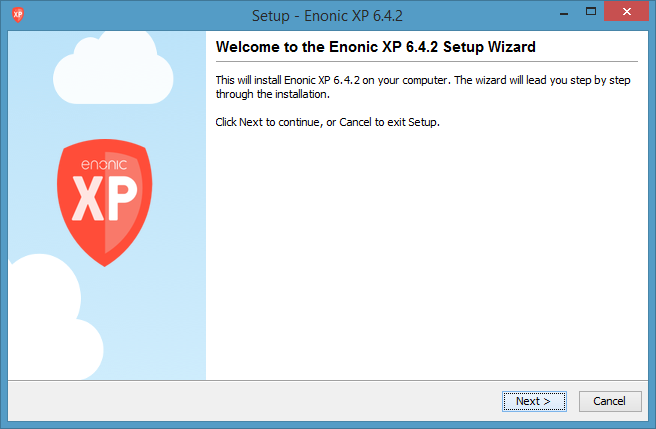 XP
Setup - Enonic XP 6.4.2
Welcome to the Enonic XP 6.4.2 Setup Wizard
This will install Enonic XP 6.4.2 on your computer. The wizard will lead you step by step
through the installation.
Click Next to continue, or Cancel to exit Setup.
enonic
XP
Next >
Cancel